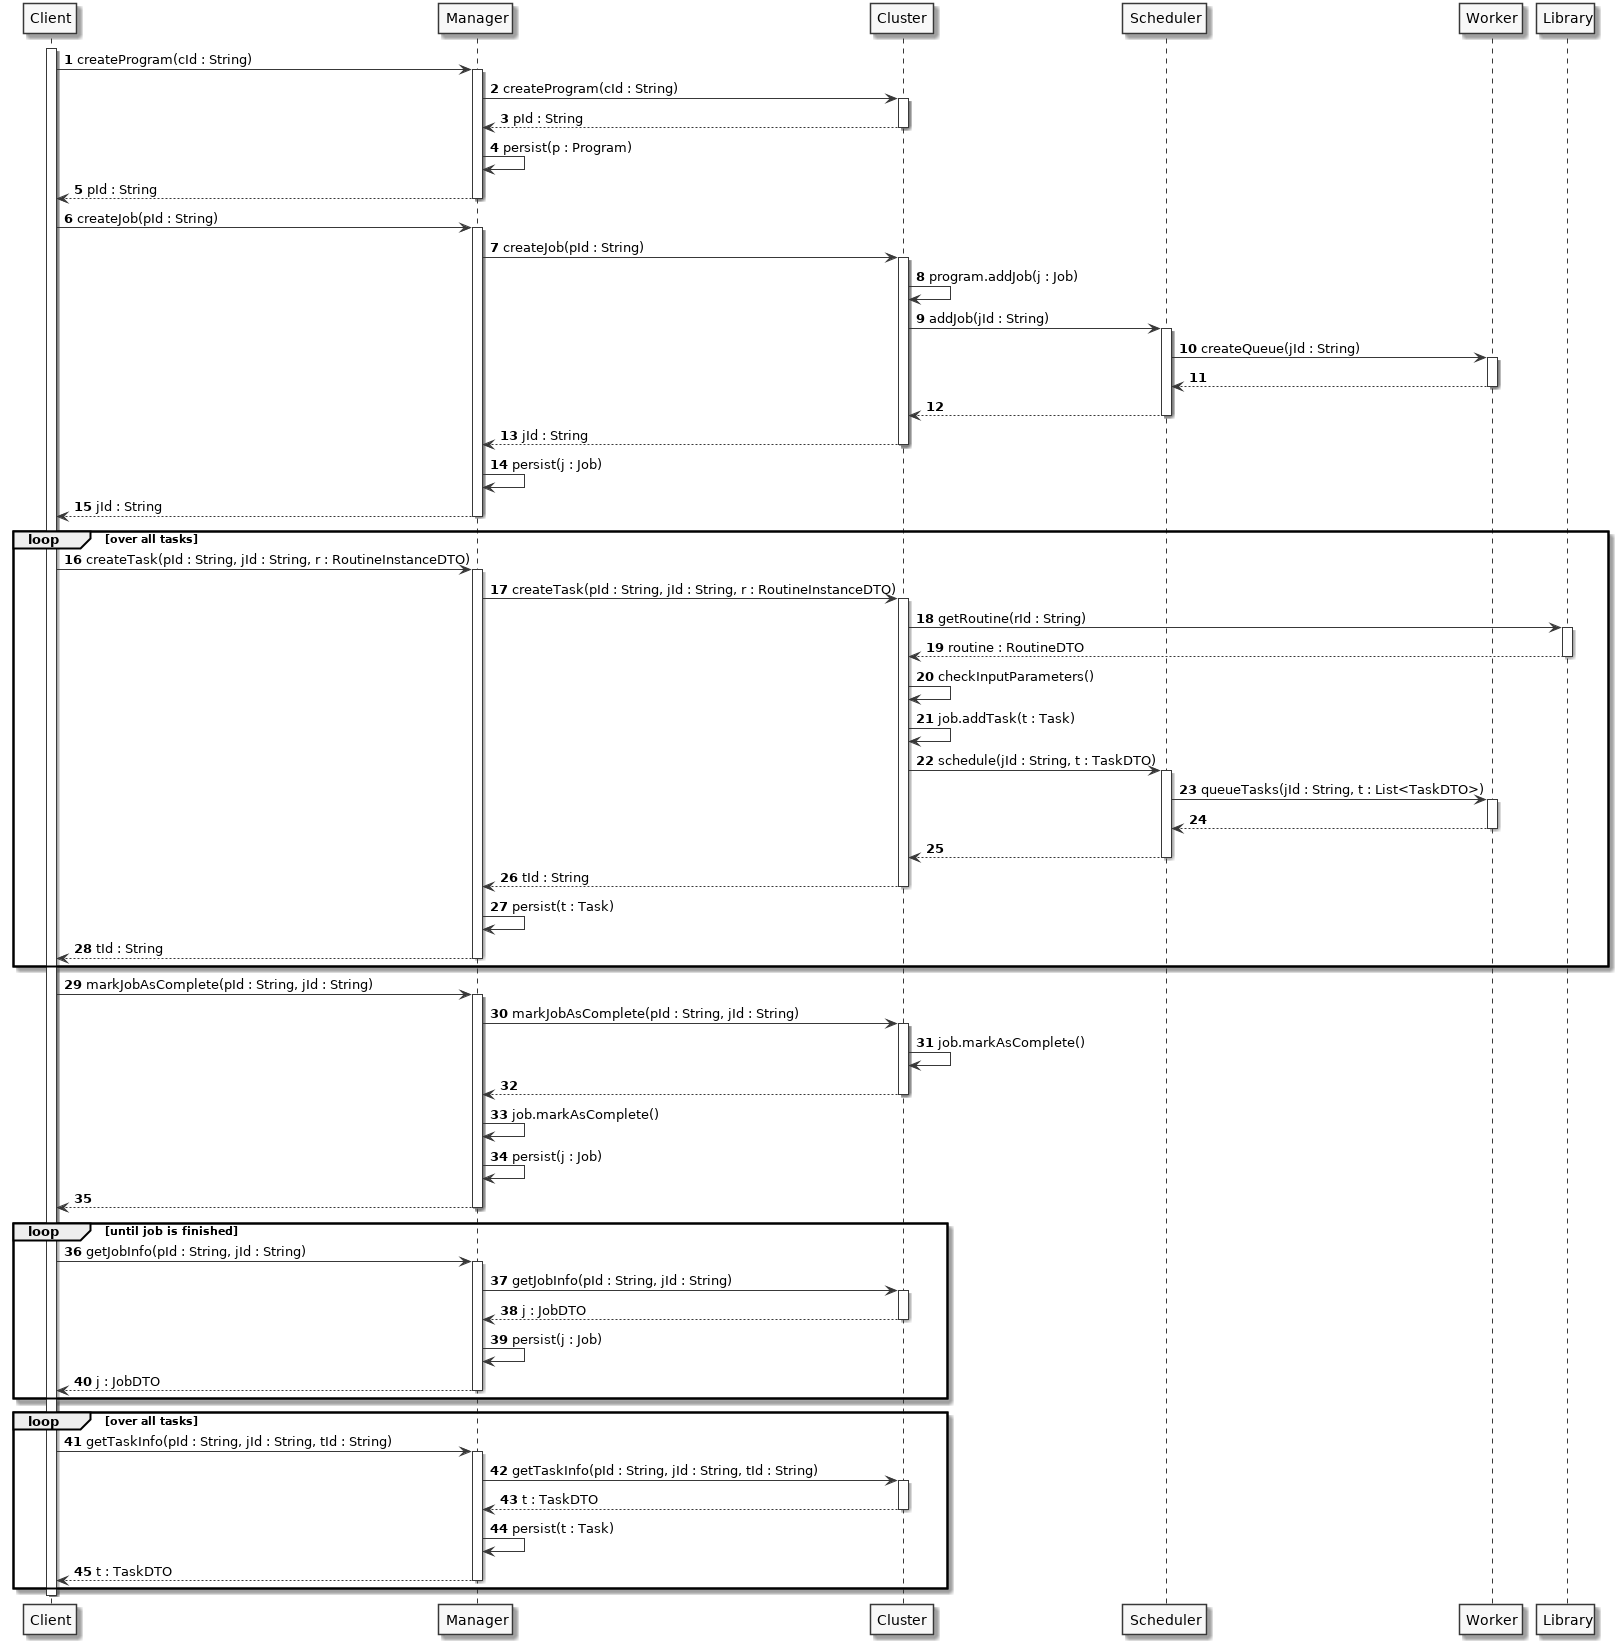 Client Manager Cluster Scheduler Worker Library
1 createProgram(cId : String)
2 createProgram(cId : String)
3 pId : String
4 persist(p : Program)
5 pId : String
6 createJob(pId : String)
7 createJob(pId : String)
8 program.addJob(j : Job)
9 addJob(jId : String)
10 createQueue(jId : String)
11
12
13 jId : String
14 persist(j : Job)
15 jId : String
loop [over all tasks]
16 createTask(pId : String, jId : String, r : RoutineInstanceDTO)
17 createTask(pId : String, jId : String, r : RoutineInstanceDTO)
18 getRoutine(rId : String)
19 routine : RoutineDTO
20 checkInputParameters()
21 job.addTask(t : Task)
22 schedule(jId : String, t : TaskDTO)
23 queueTasks(jId : String, t : List<TaskDTO>)
24
25
26 tId : String
27 persist(t : Task)
28 tId : String
29 markJobAsComplete(pId : String, jId : String)
30 markJobAsComplete(pId : String, jId : String)
31 job.markAsComplete()
32
33 job.markAsComplete()
34 persist(j : Job)
35
loop [until job is finished]
36 getJobInfo(pId : String, jId : String)
37 getJobInfo(pId : String, jId : String)
38 j : JobDTO
39 persist(j : Job)
40 j : JobDTO
loop [over all tasks]
41 getTaskInfo(pId : String, jId : String, tId : String)
42 getTaskInfo(pId : String, jId : String, tId : String)
43 t : TaskDTO
44 persist(t : Task)
45 t : TaskDTO
Client Manager Cluster Scheduler Worker Library